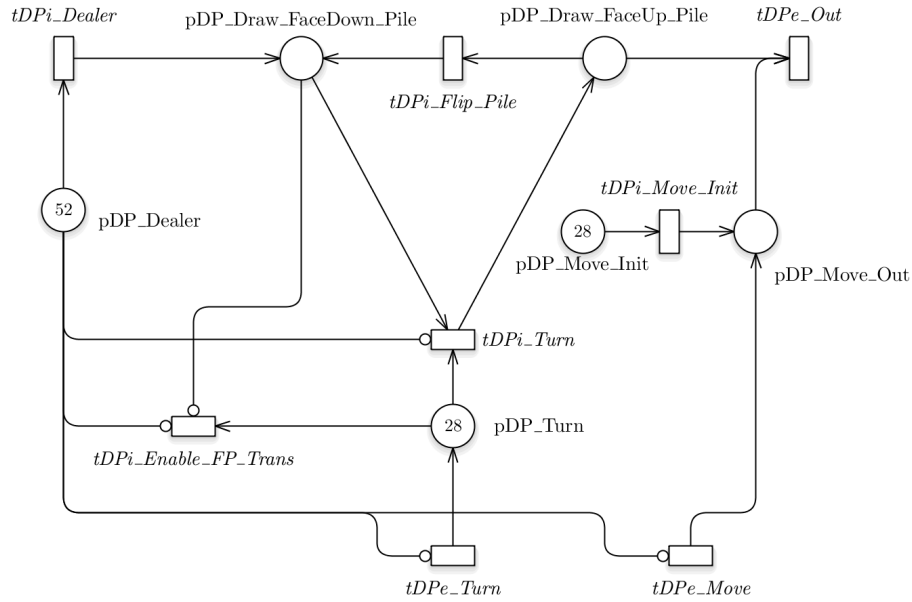 tDPi_Dealer
pDP_Draw_FaceDown_Pile
pDP_Draw_FaceUp_Pile
tDPe_Out
tDPi_Flip_Pile
52
pDP_Dealer
tDPi_Move_Init
28
pDP_Move_Init
pDP_Move_Out
tDPi_Turn
28
pDP_Turn
tDPi_Enable_FP_Trans
tDPe_Turn
tDPe_Move